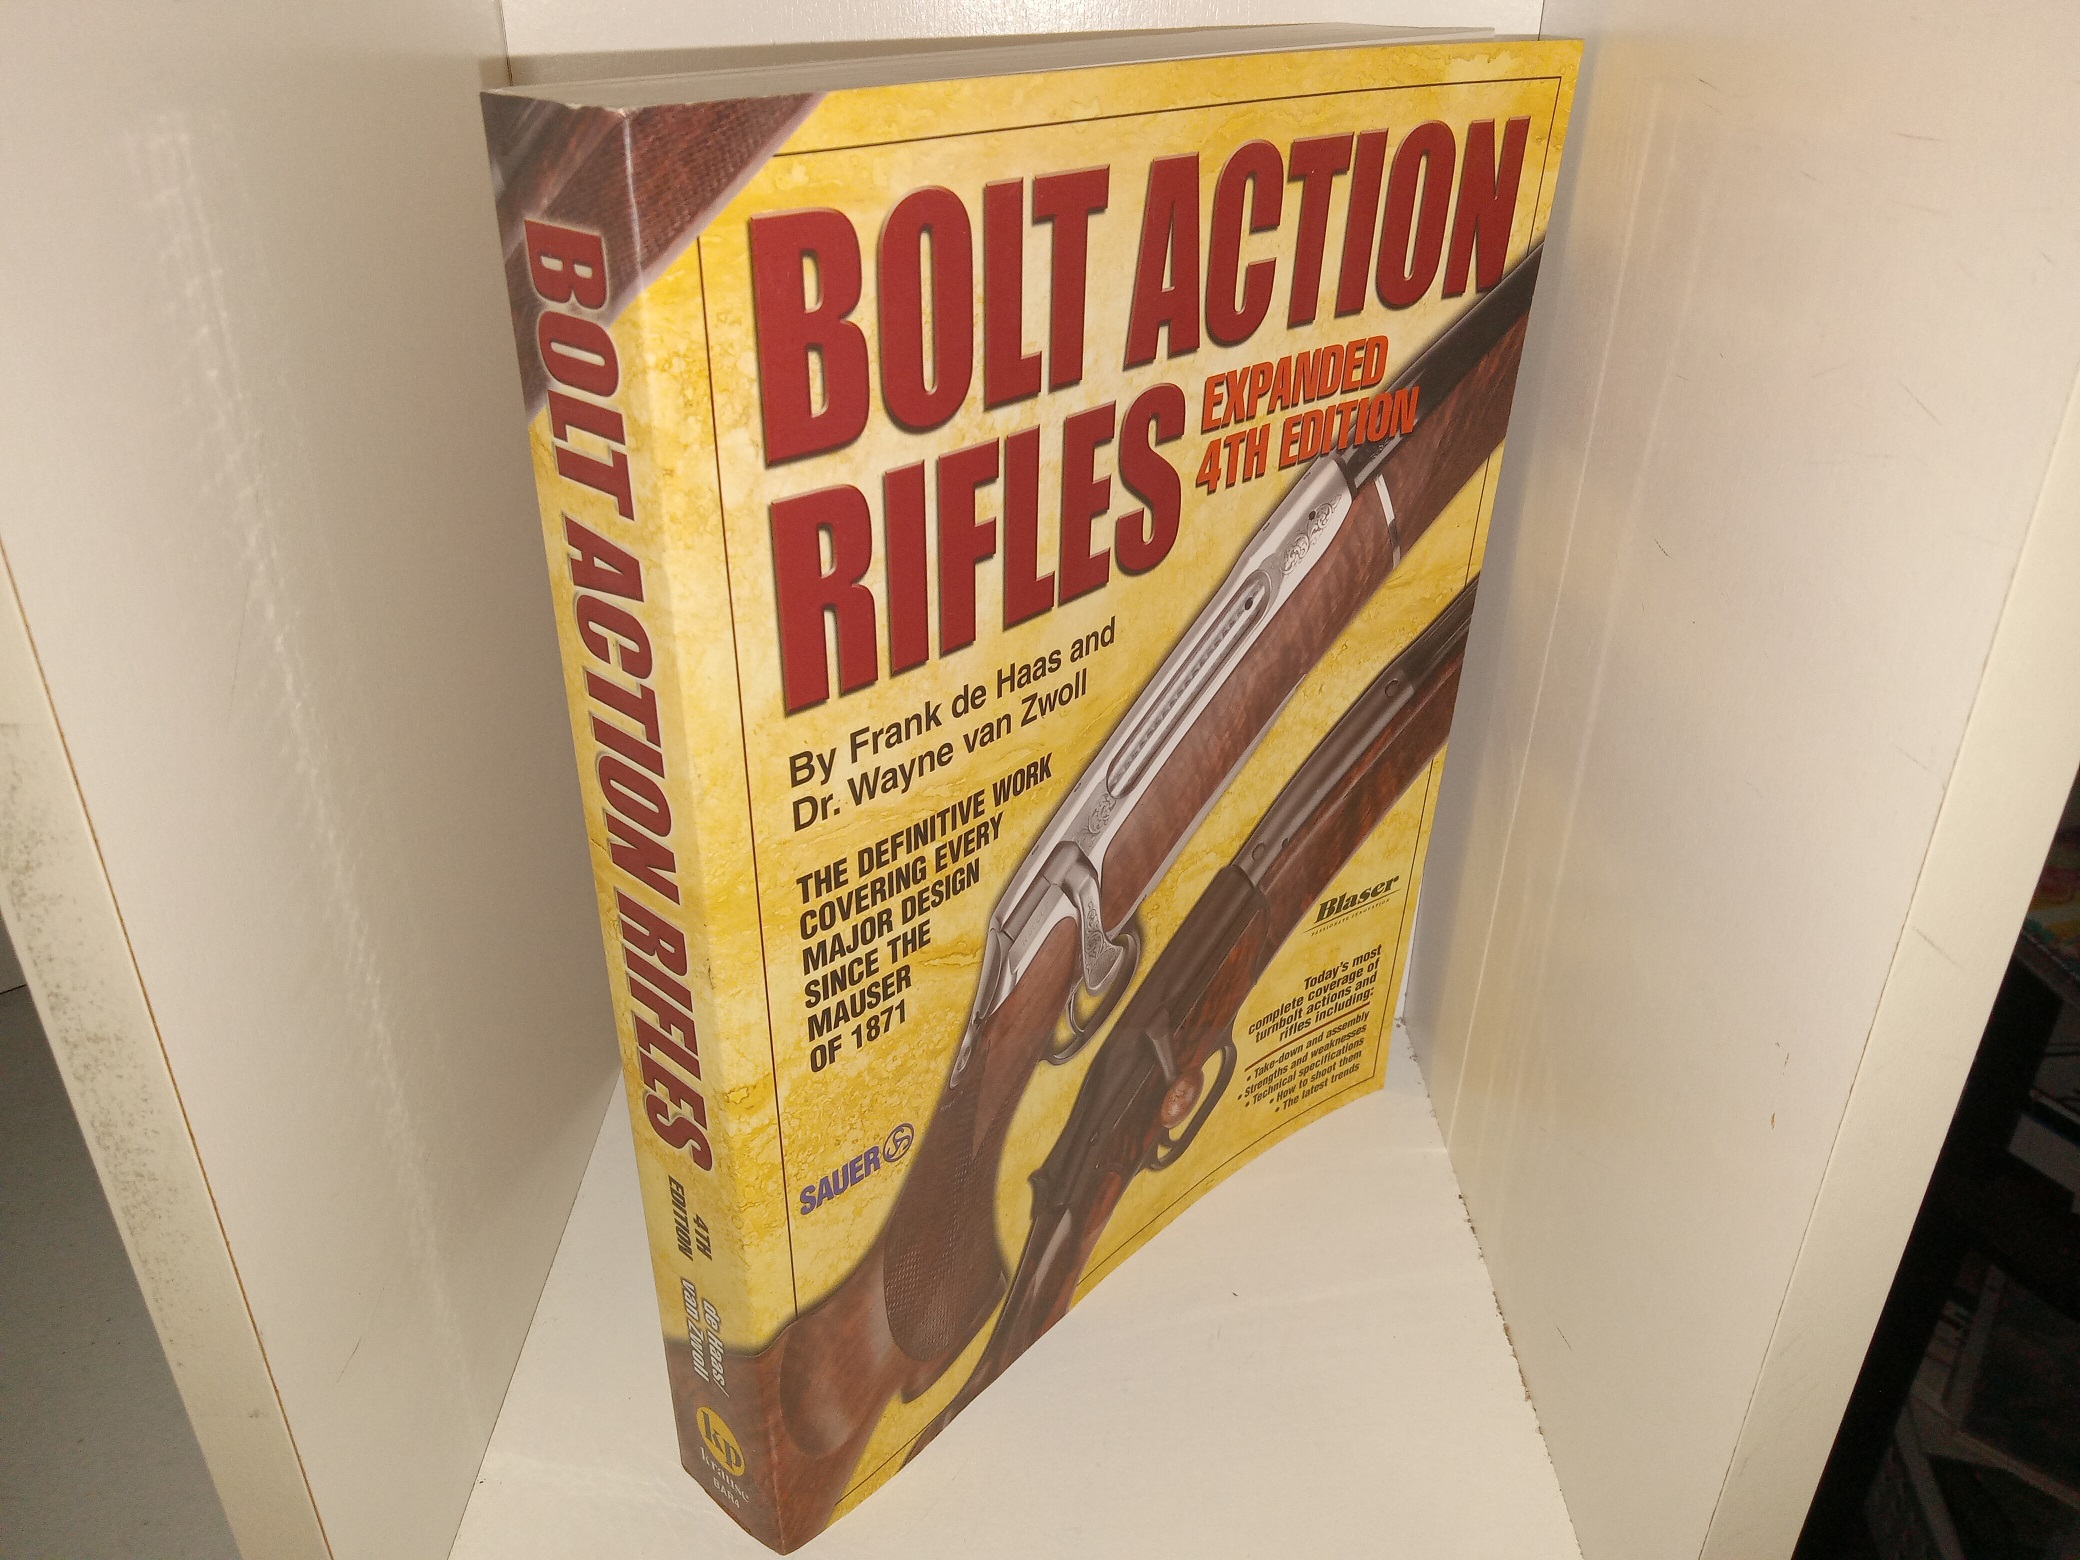 BOLT ACTION RIFLES
4TH
EDITION
de Haas/
van Zwoll
kp
krause
BAR4
BOLT ACTION
RIFLES
EXPANDED
4TH EDITION
By Frank de Haas and
Dr. Wayne van Zwoll
THE DEFINITIVE WORK
COVERING EVERY
MAJOR DESIGN
SINCE THE
MAUSER
OF 1871
SAUER
Blaser
Today's most
complete coverage of
turnbolt actions and
rifles including:
• Take-down and assembly
• Strengths and weaknesses
• Technical specifications
• How to shoot them
• The latest trends